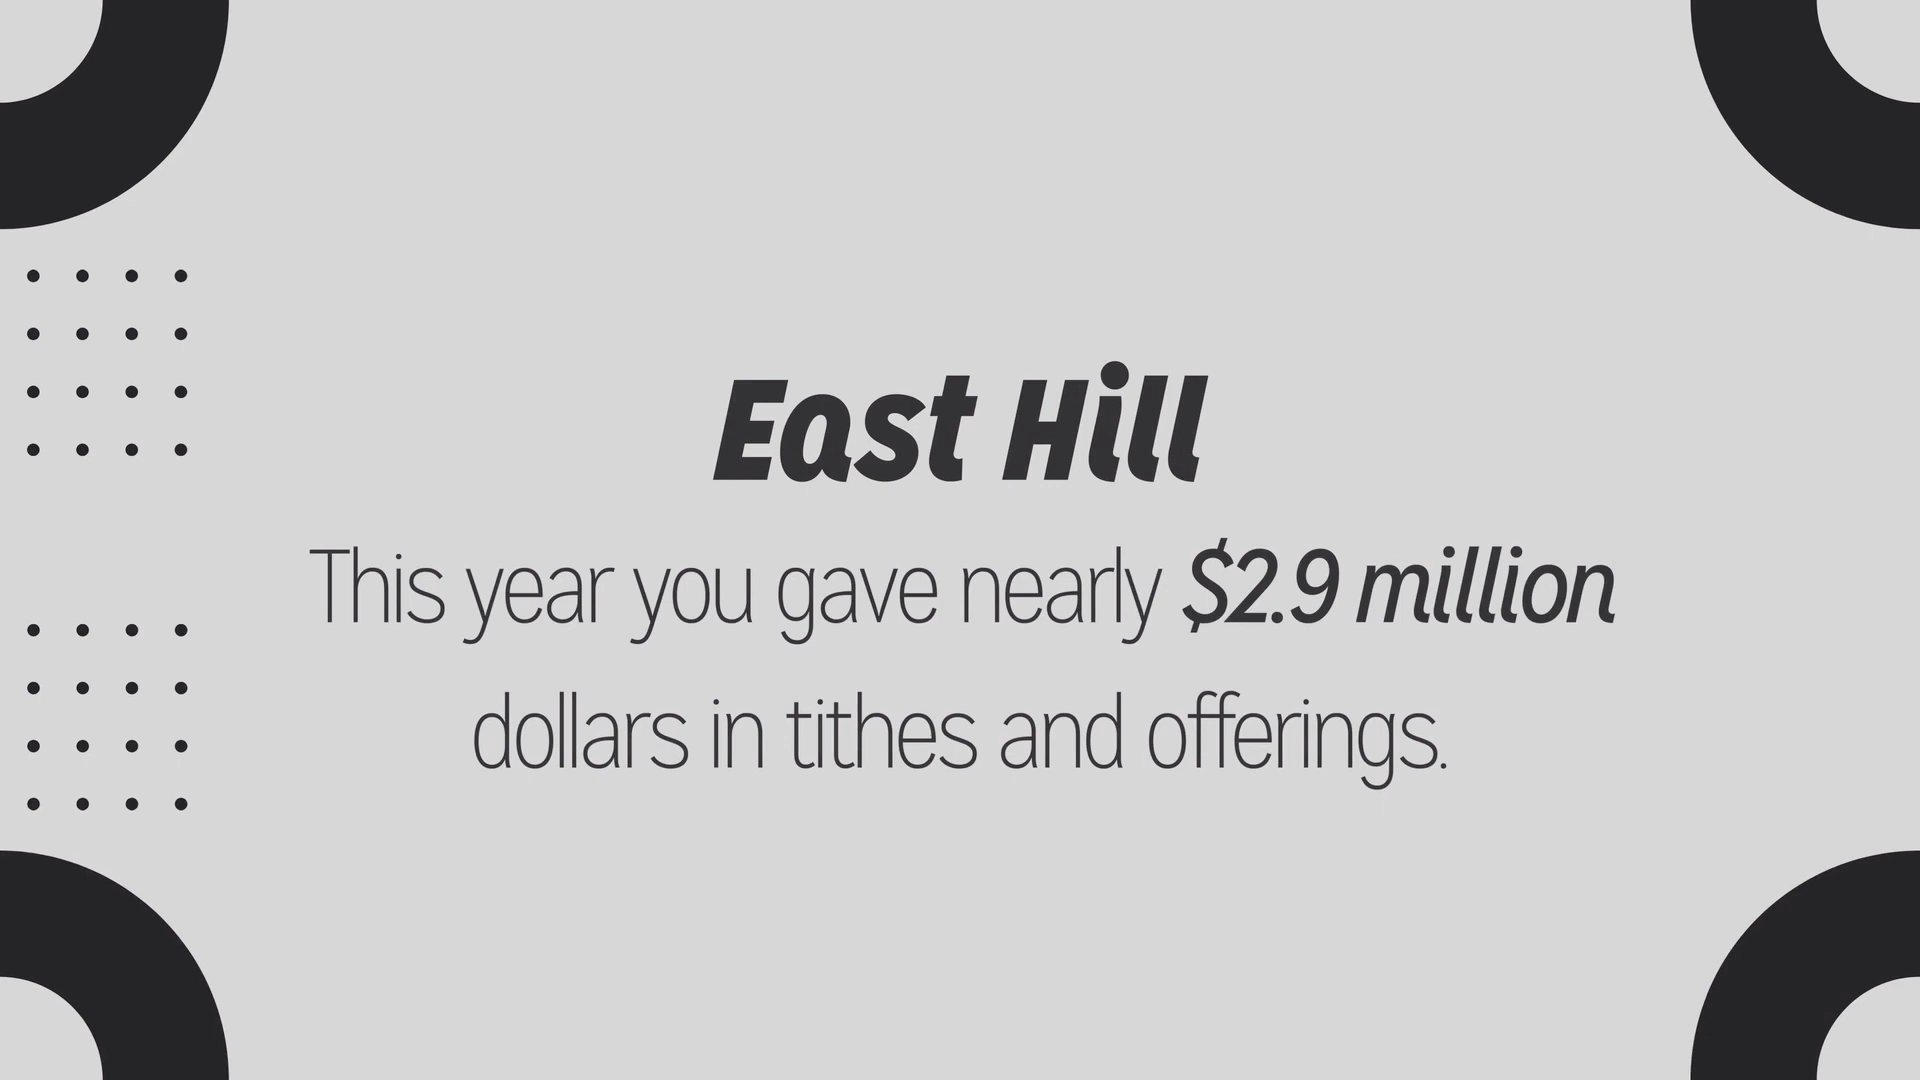 East Hill
This year you gave nearly $2.9 million
dollars in tithes and offerings.